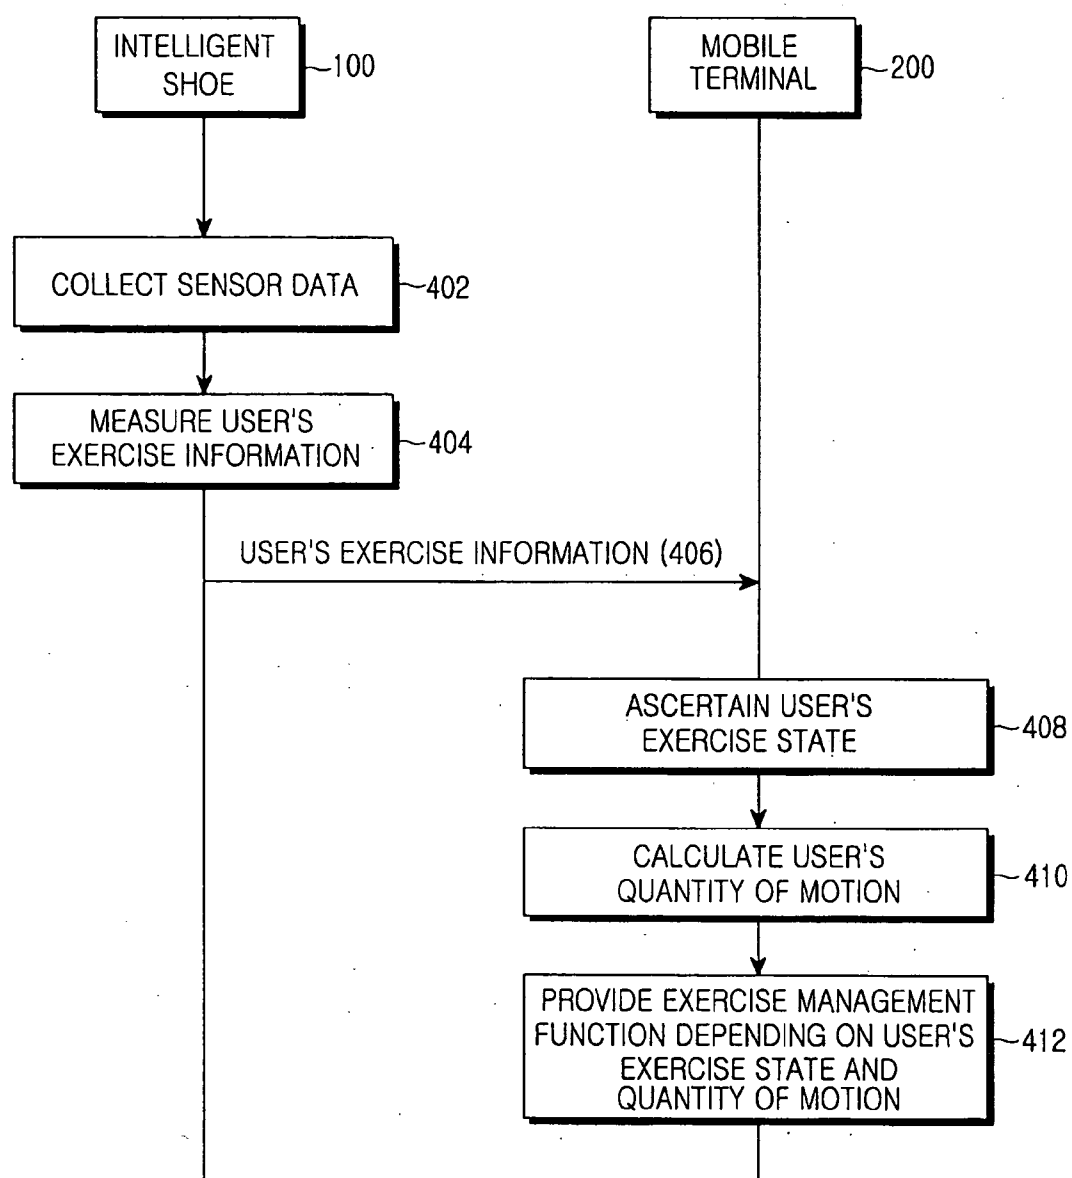 INTELLIGENT
SHOE
100
MOBILE
TERMINAL
200
COLLECT SENSOR DATA
402
MEASURE USER'S
EXERCISE INFORMATION
404
USER'S EXERCISE INFORMATION (406)
ASCERTAIN USER'S
EXERCISE STATE
408
CALCULATE USER'S
QUANTITY OF MOTION
410
PROVIDE EXERCISE MANAGEMENT
FUNCTION DEPENDING ON USER'S
EXERCISE STATE AND
QUANTITY OF MOTION
412